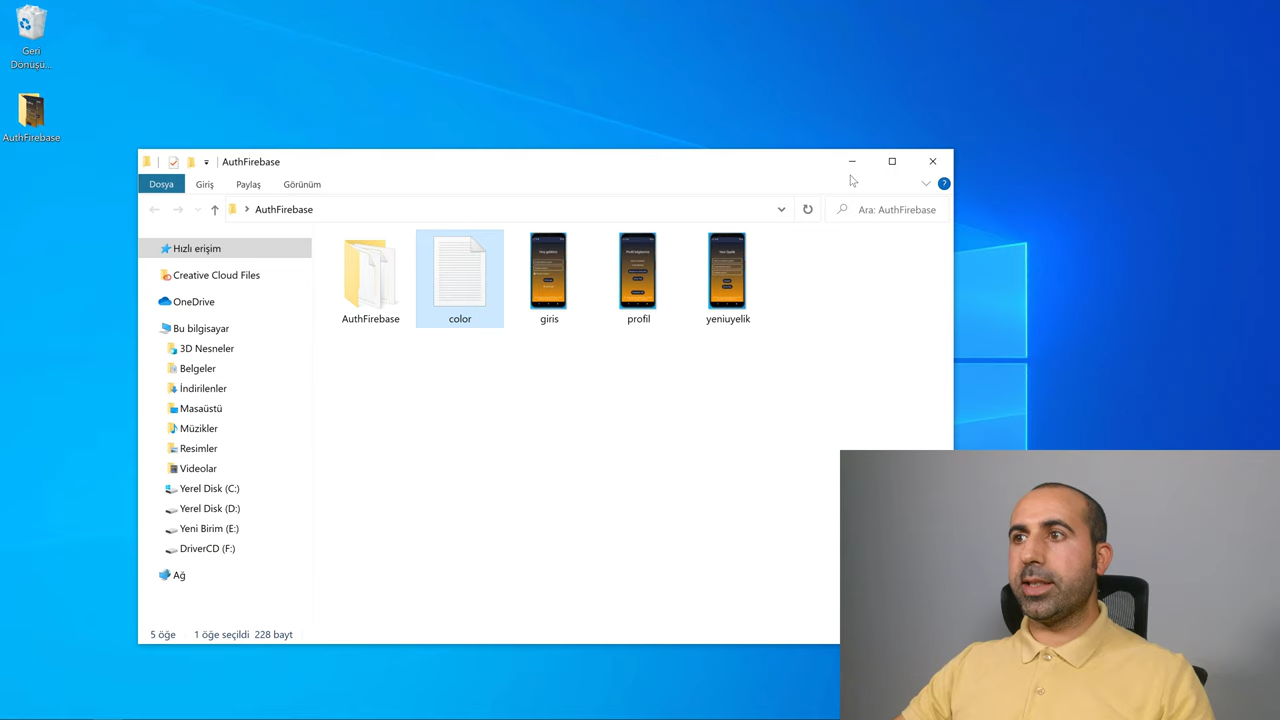 Geri
Dönüşü...
AuthFirebase
AuthFirebase
Dosya
Giriş
Paylaş
Görünüm
?
AuthFirebase
Ara: AuthFirebase
Hızlı erişim
Creative Cloud Files
OneDrive
Bu bilgisayar
3D Nesneler
Belgeler
İndirilenler
Masaüstü
Müzikler
Resimler
Videolar
Yerel Disk (C:)
Yerel Disk (D:)
Yeni Birim (E:)
DriverCD (F:)
Ağ
AuthFirebase
color
giris
profil
yeniuyelik
5 öğe
1 öğe seçildi 228 bayt